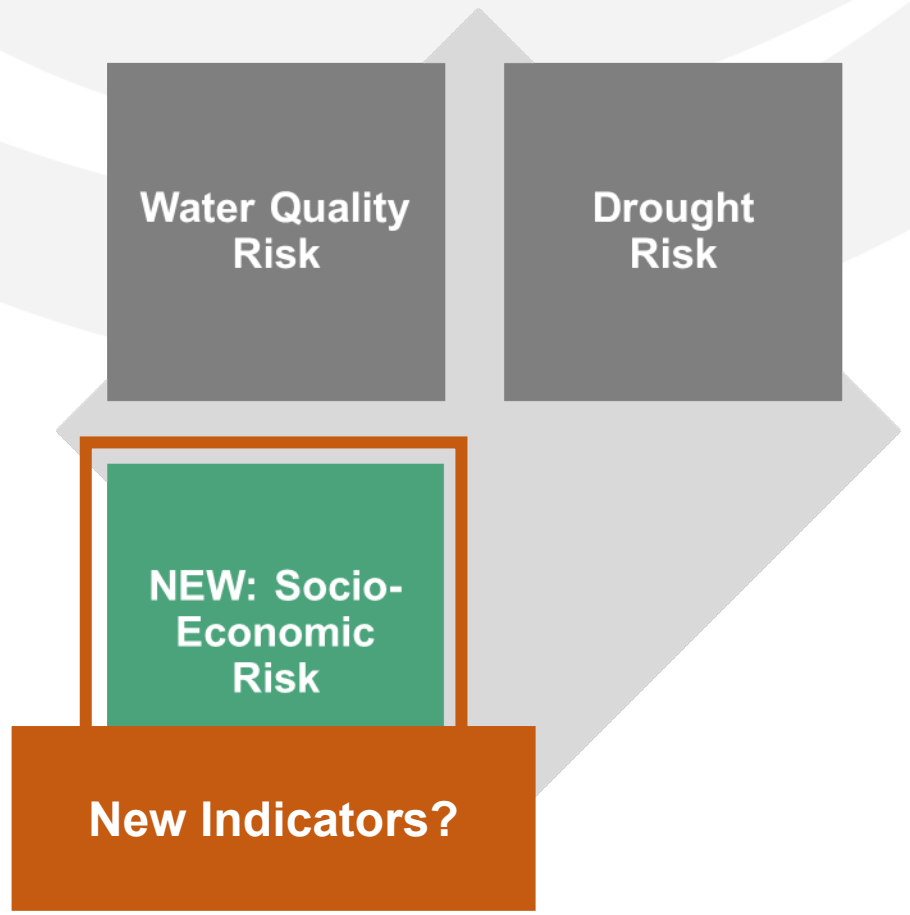 Water Quality
Risk
Drought
Risk
NEW: Socio-
Economic
Risk
New Indicators?